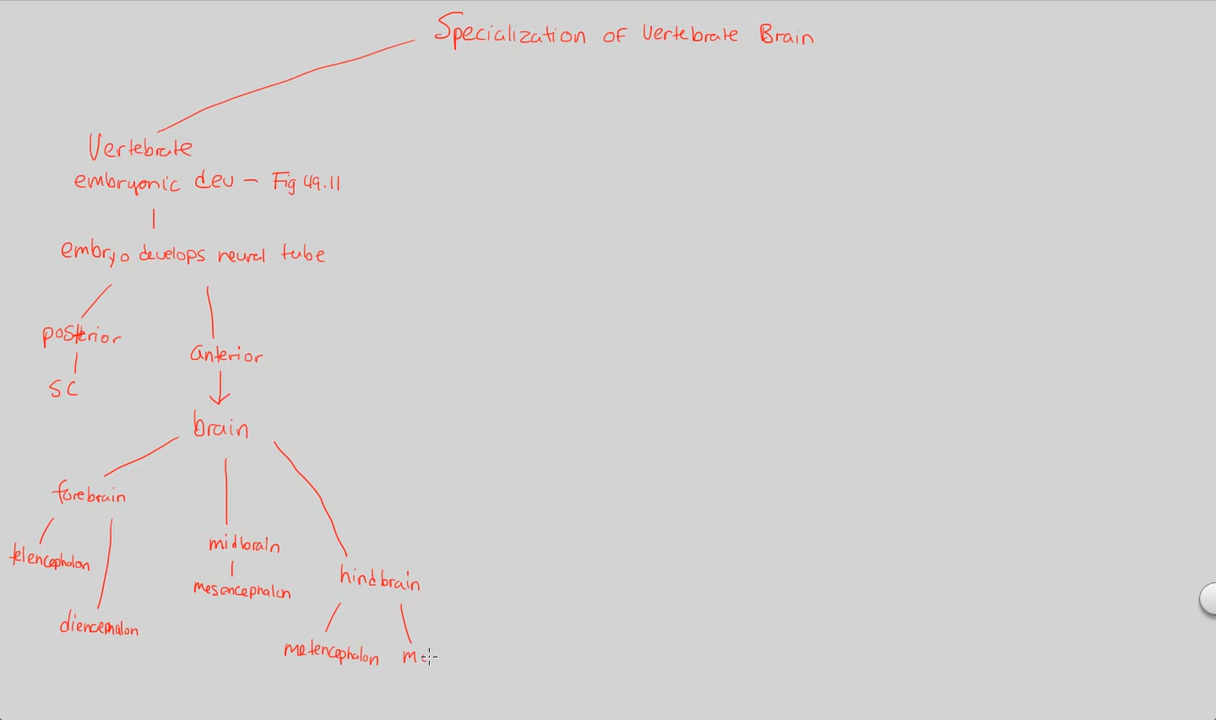 Specialization of Vertebrate Brain
Vertebrate
embryonic dev - Fig 49.11
embryo develops neural tube
posterior
anterior
SC
brain
forebrain
midbrain
hindbrain
telencephalon
mesencephalon
diencephalon
metencephalon
m